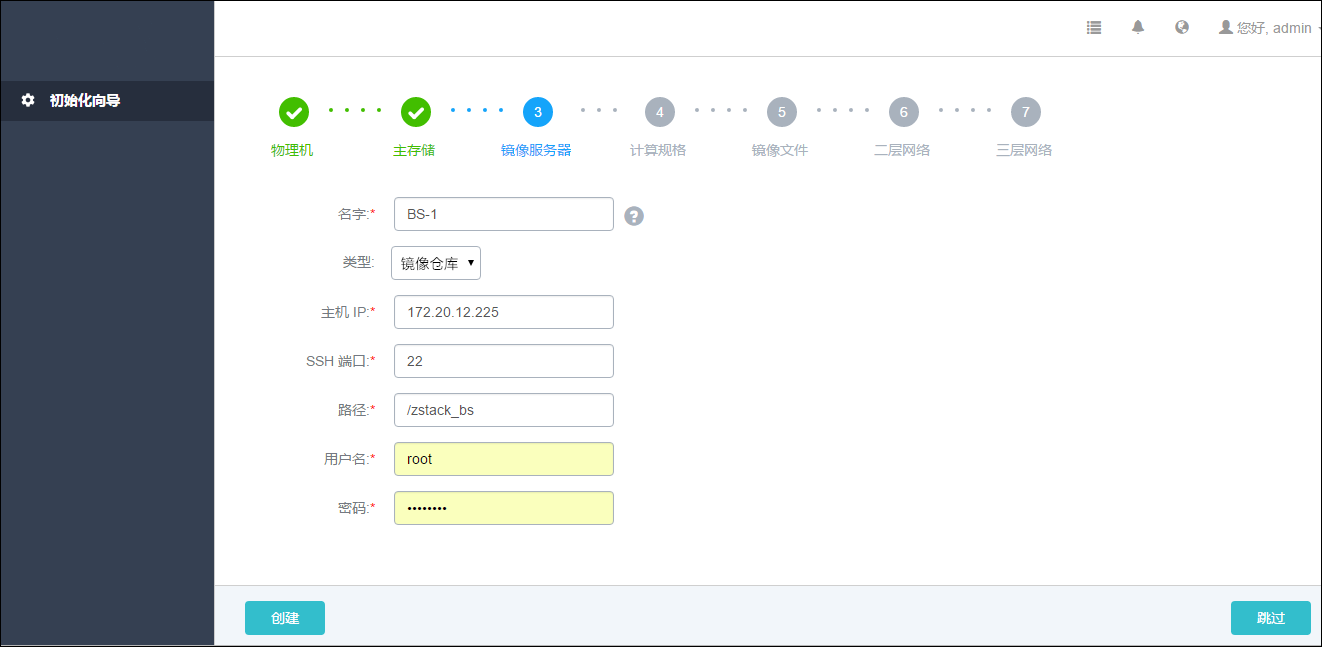 您好, admin
初始化向导
3 4 5 6 7
物理机 主存储 镜像服务器 计算规格 镜像文件 二层网络 三层网络
名字:* BS-1 ?
类型: 镜像仓库
主机 IP:* 172.20.12.225
SSH 端口:* 22
路径:* /zstack_bs
用户名:* root
密码:* ••••••••
创建 跳过